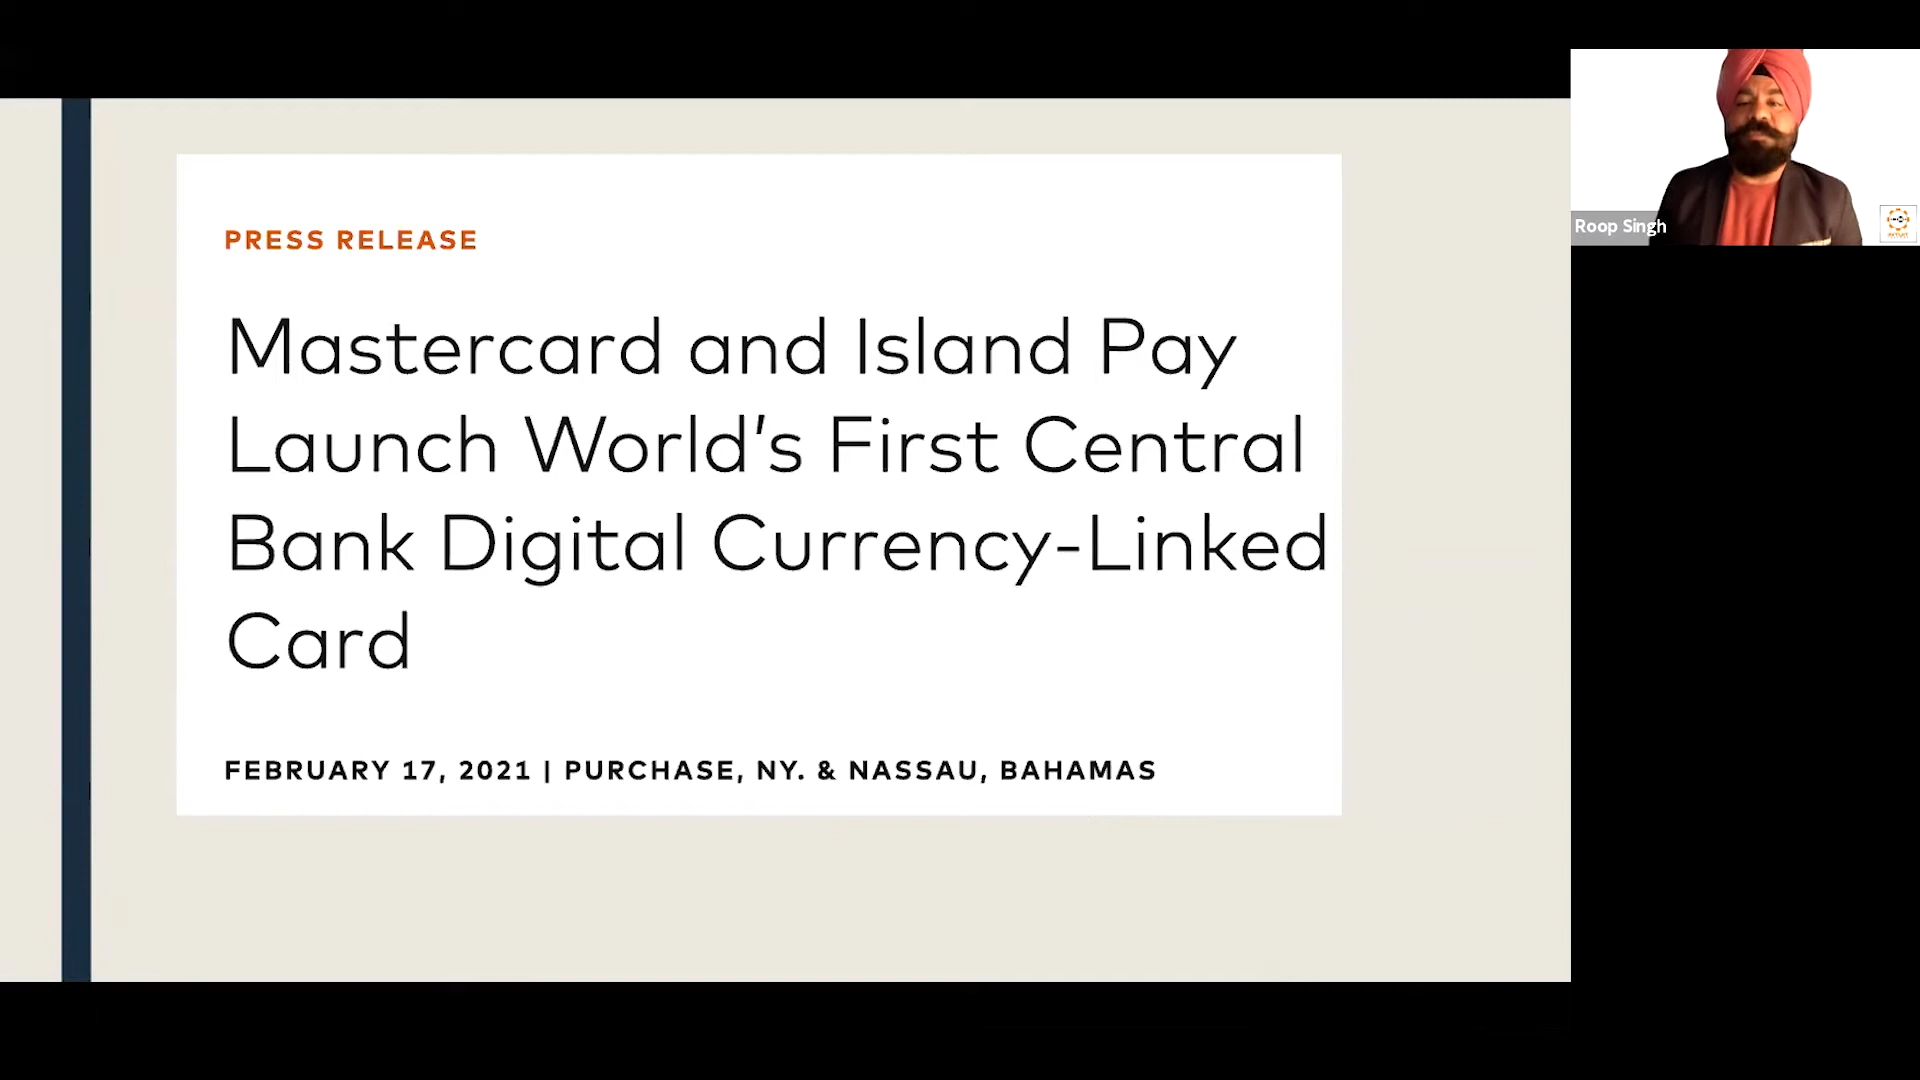 PRESS RELEASE
Mastercard and Island Pay
Launch World's First Central
Bank Digital Currency-Linked
Card
FEBRUARY 17, 2021 | PURCHASE, NY. & NASSAU, BAHAMAS
Roop Singh